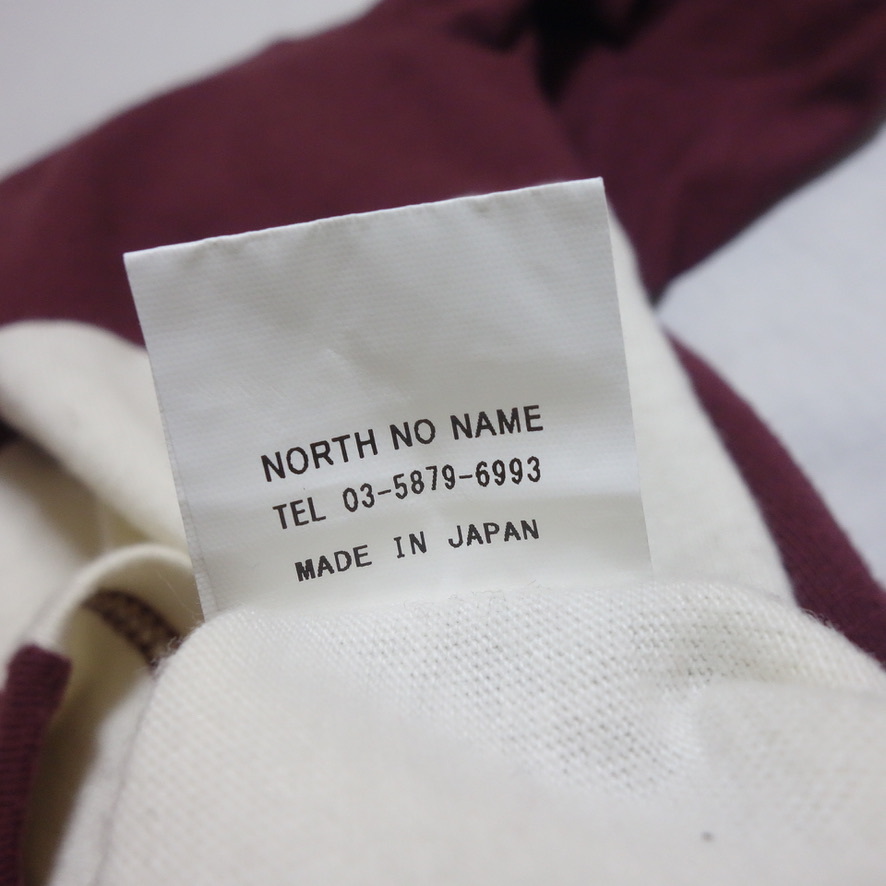 NORTH NO NAME
TEL 03-5879-6993
MADE IN JAPAN